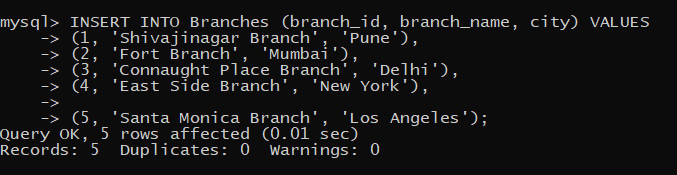 mysql> INSERT INTO Branches (branch_id, branch_name, city) VALUES
    -> (1, 'Shivajinagar Branch', 'Pune'),
    -> (2, 'Fort Branch', 'Mumbai'),
    -> (3, 'Connaught Place Branch', 'Delhi'),
    -> (4, 'East Side Branch', 'New York'),
    ->
    -> (5, 'Santa Monica Branch', 'Los Angeles');
Query OK, 5 rows affected (0.01 sec)
Records: 5  Duplicates: 0  Warnings: 0